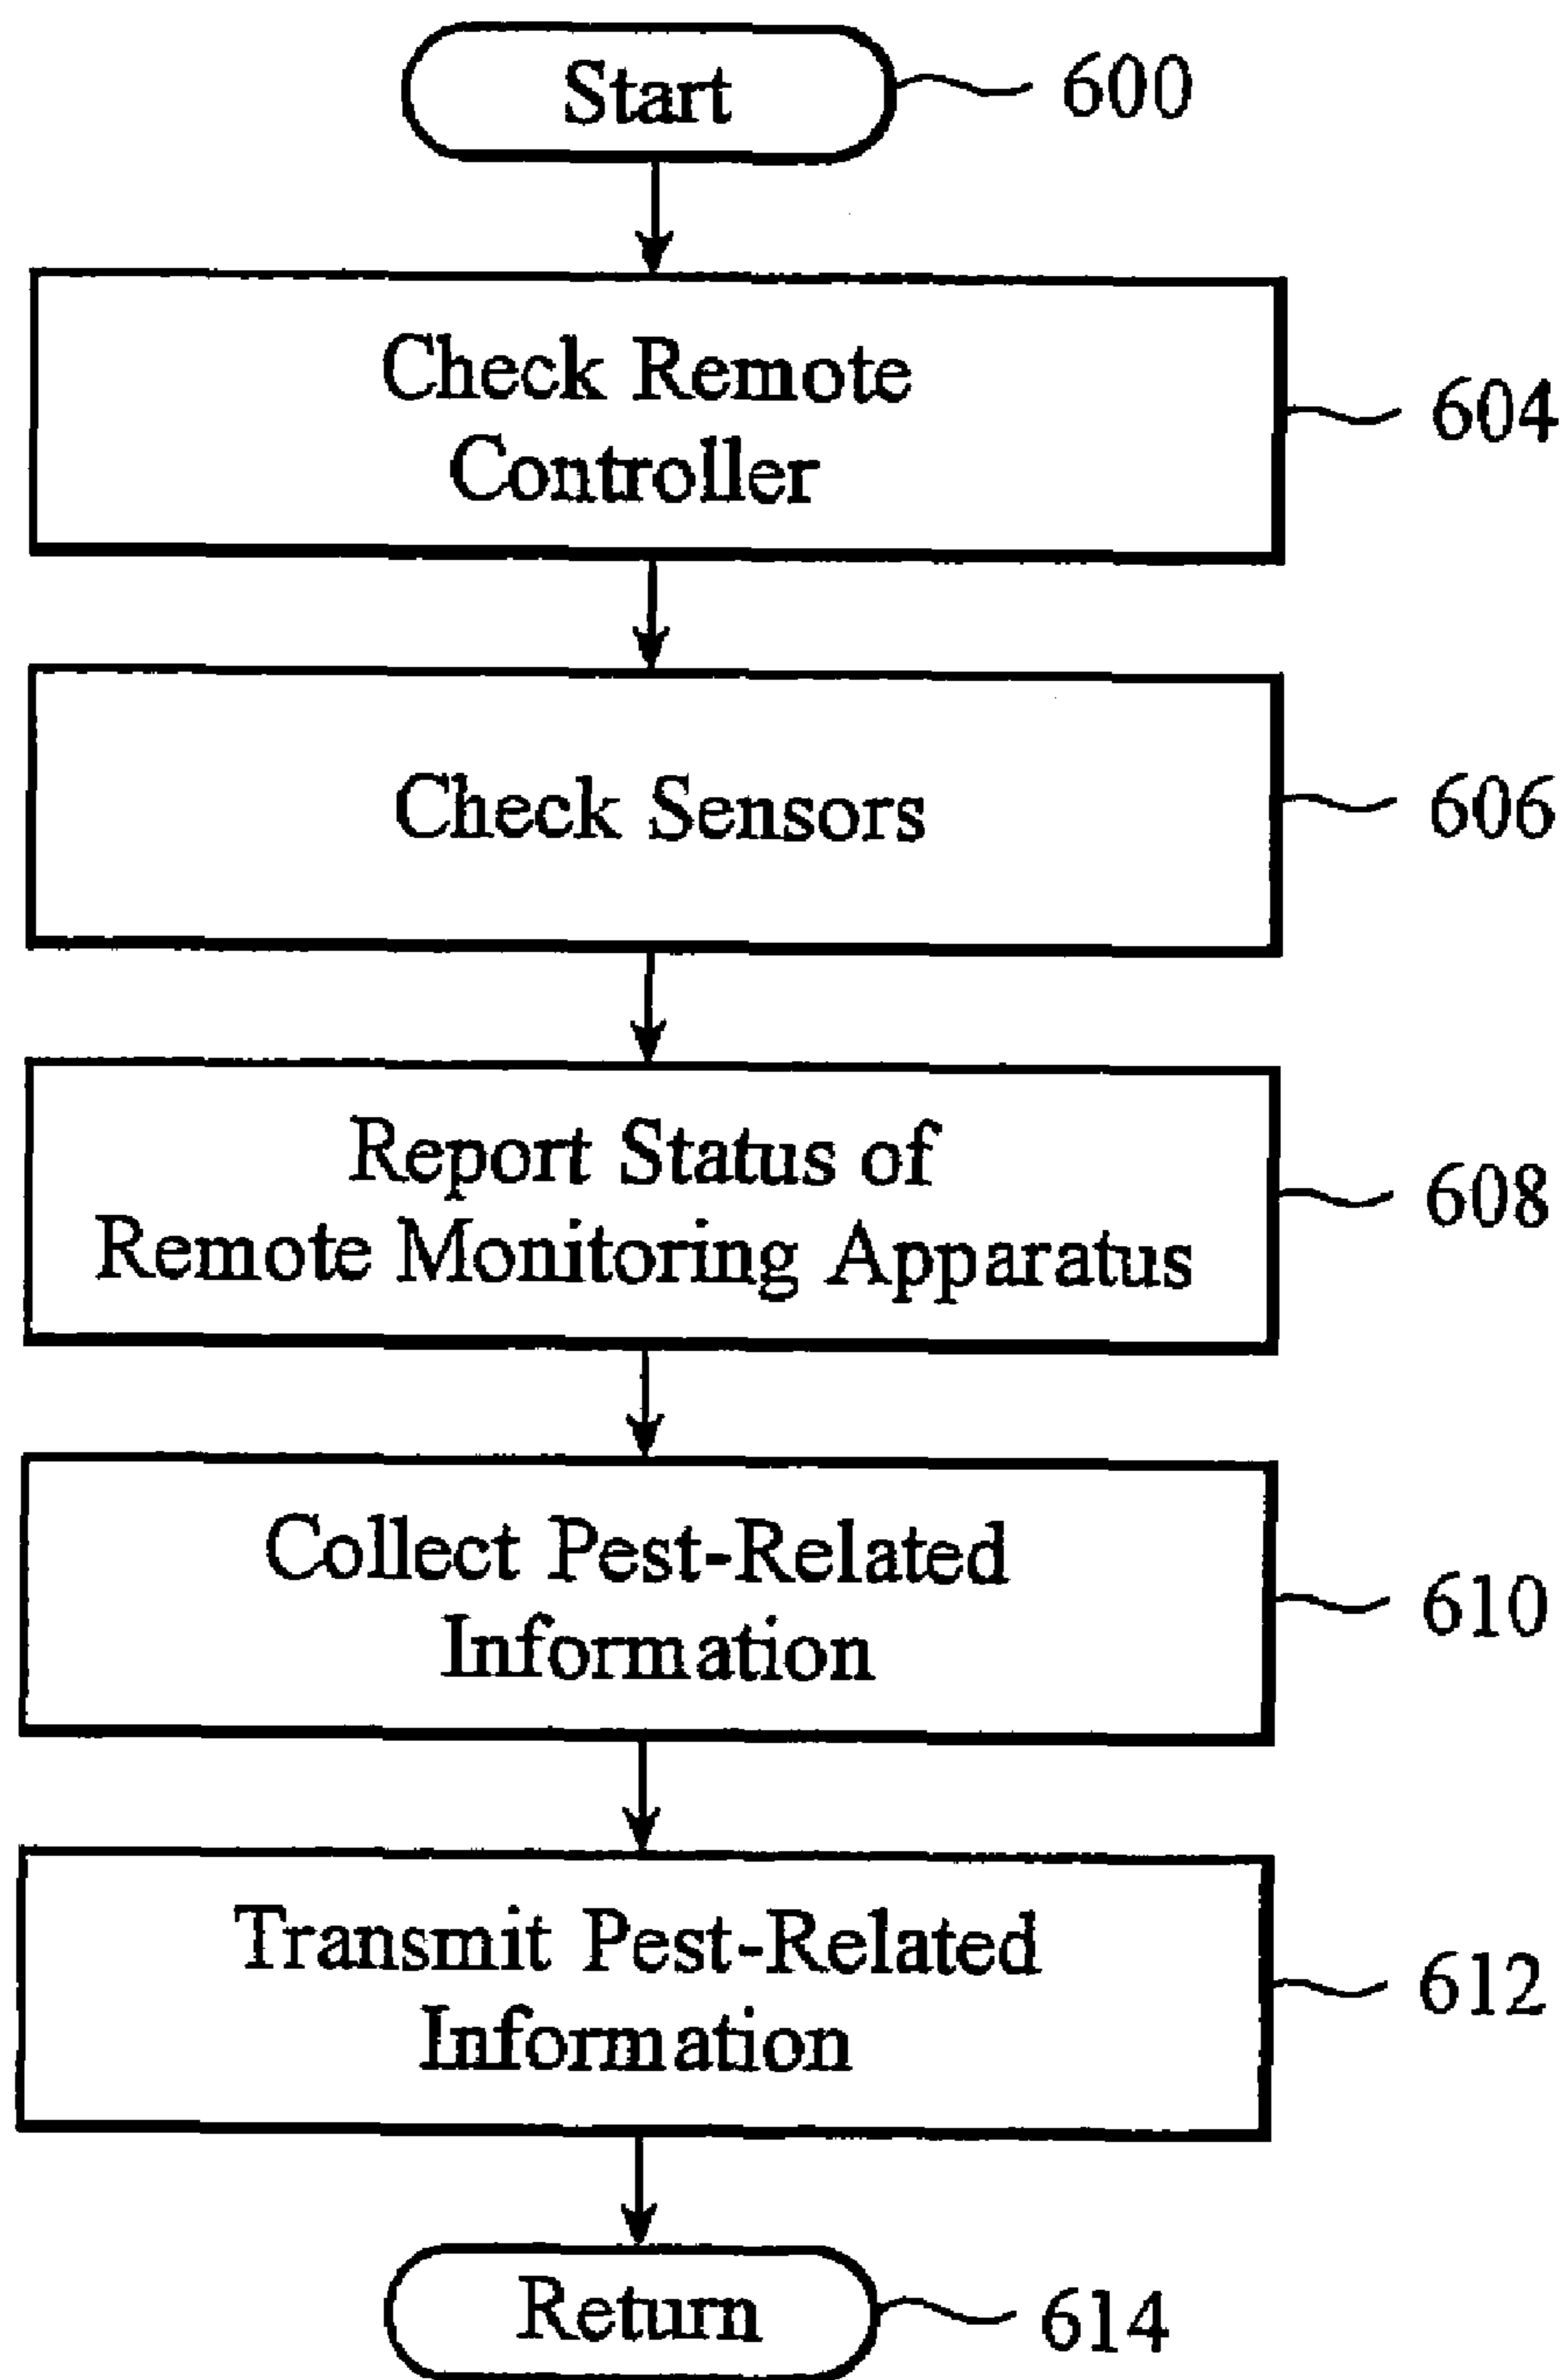 Start
600
Check Remote
Controller
604
Check Sensors
606
Report Status of
Remote Monitoring Apparatus
608
Collect Pest-Related
Information
610
Transmit Pest-Related
Information
612
Return
614